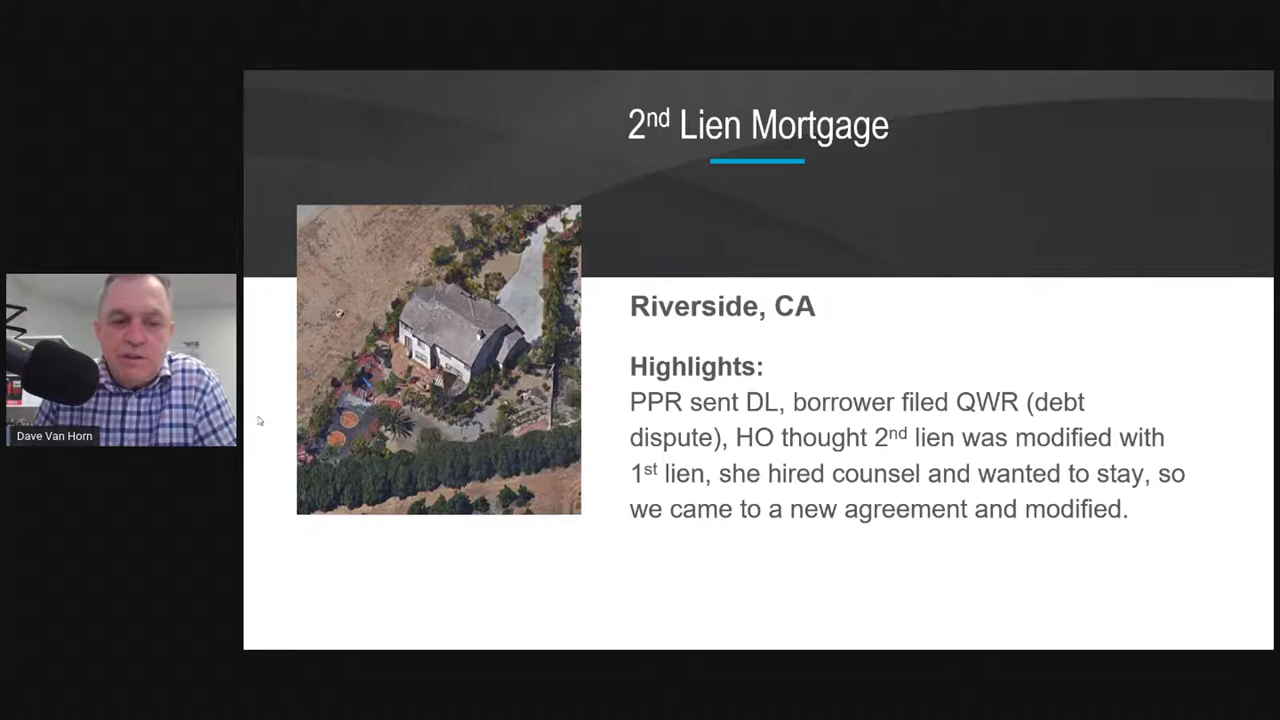 2nd Lien Mortgage
Riverside, CA
Highlights:
PPR sent DL, borrower filed QWR (debt
dispute), HO thought 2nd lien was modified with
1st lien, she hired counsel and wanted to stay, so
we came to a new agreement and modified.
Dave Van Horn